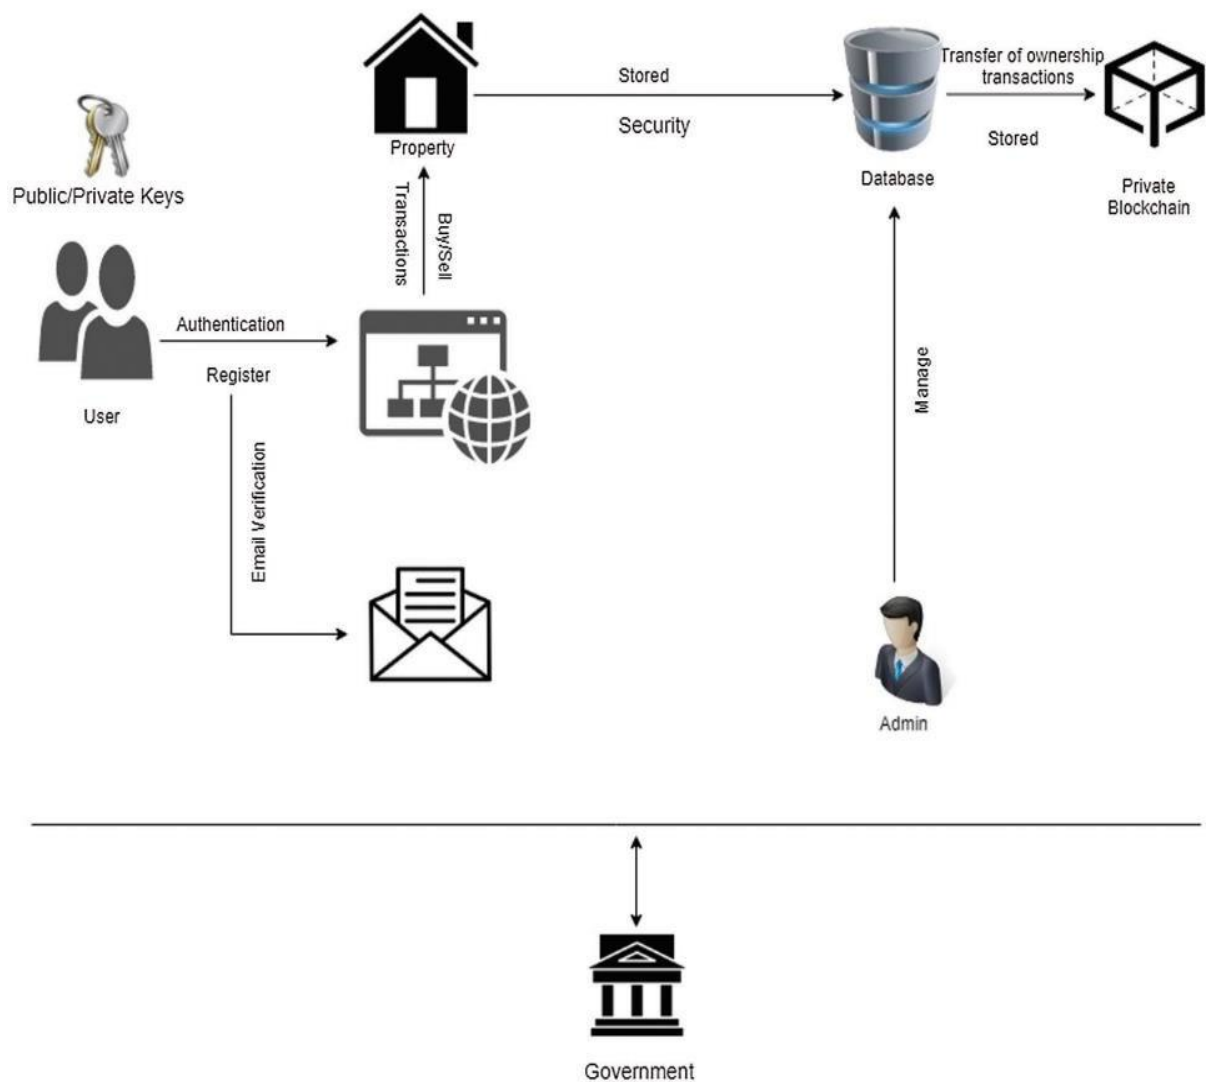 Transfer of ownership
transactions
Stored
Security
Stored
Property
Database
Private
Blockchain
Public/Private Keys
Transactions
Buy/Sell
Authentication
Register
User
Manage
Email Verification
Admin
Government